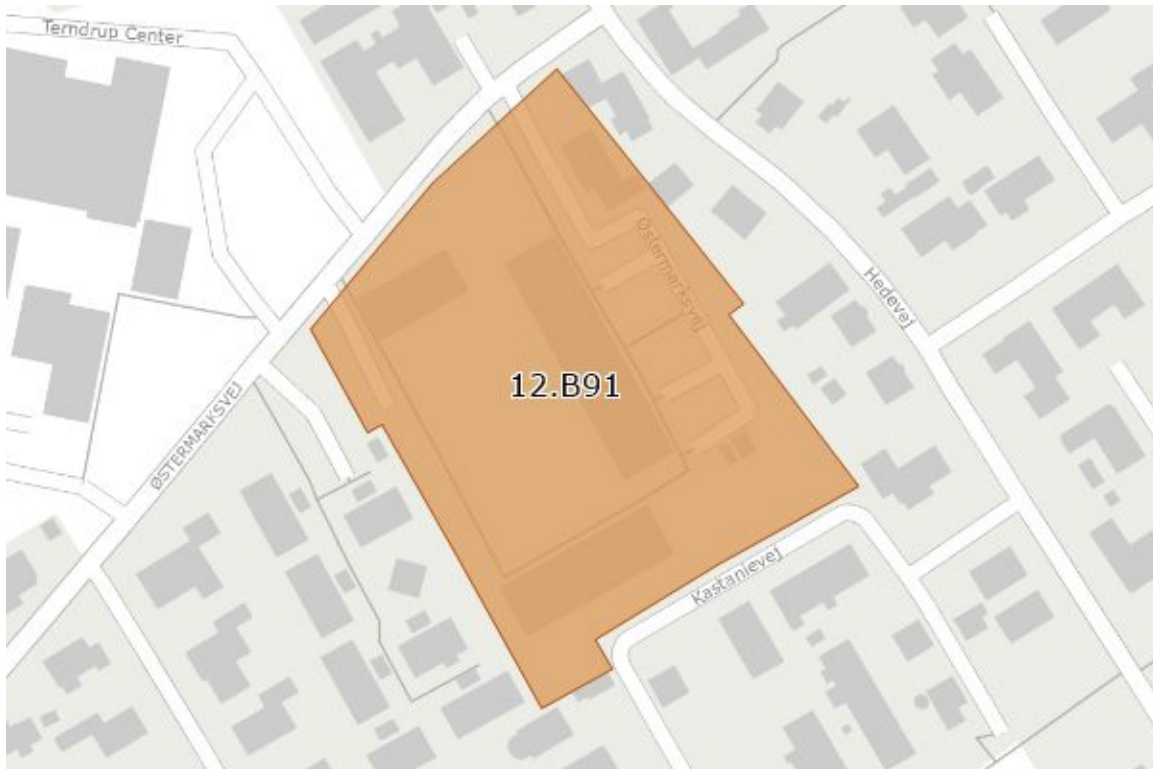 Terndrup Center
Østermarksvej
Hedevej
12.B91
ØSTERMARKSVEJ
Kastanievej